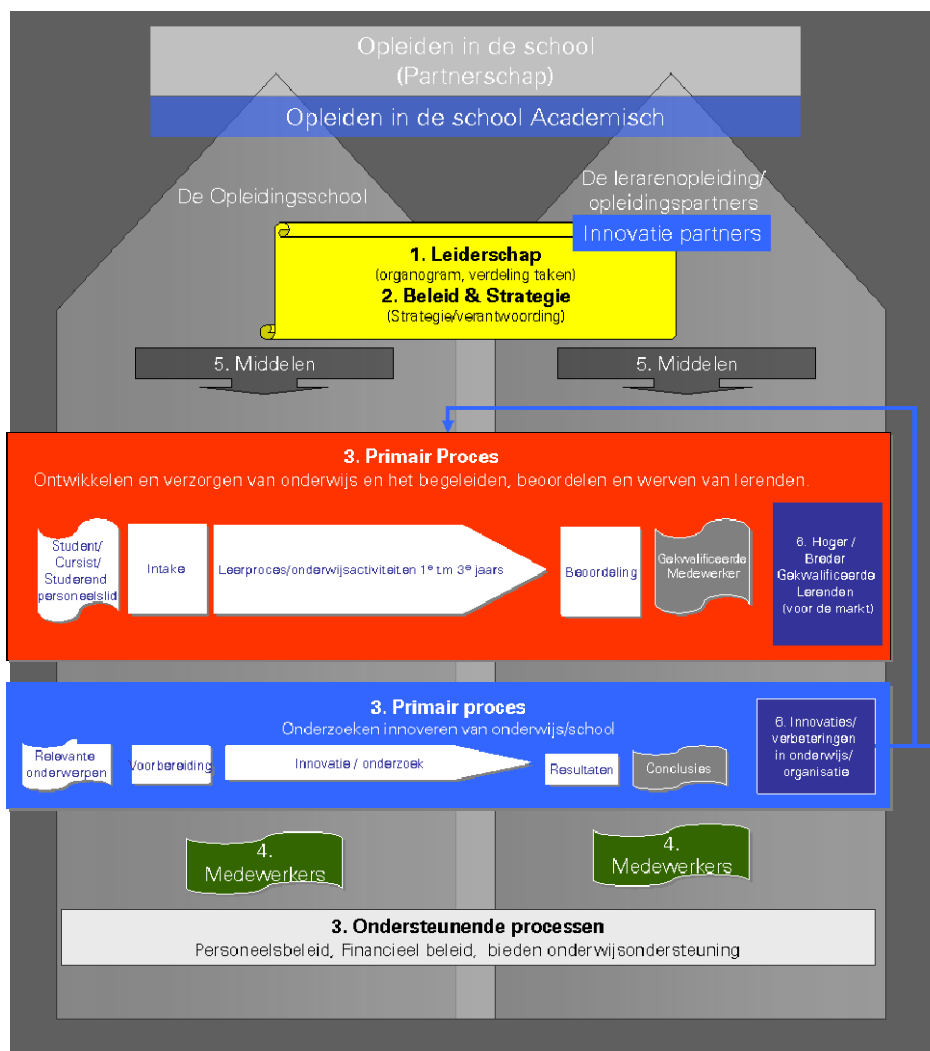 Opleiden in de school
(Partnerschap)
Opleiden in de school Academisch
De Opleidingsschool
De lerarenopleiding/
opleidingspartners
Innovatie partners
1. Leiderschap
(organogram, verdeling taken)
2. Beleid & Strategie
(Strategie/verantwoording)
5. Middelen
5. Middelen
3. Primair Proces
Ontwikkelen en verzorgen van onderwijs en het begeleiden, beoordelen en werven van lerenden.
Student/
Cursist/
Studerend
personeelslid
Intake
Leerproces/onderwijsactiviteiten 1e tm 3e jaars
Beoordeling
Gekwalificeerde
Medewerker
6. Hoger /
Breder
Gekwalificeerde
Lerenden
(voor de markt)
3. Primair proces
Onderzoeken innoveren van onderwijs/school
Relevante
onderwerpen
Voorbereiding
Innovatie / onderzoek
Resultaten
Conclusies
6. Innovaties/
verbeteringen
in onderwijs/
organisatie
4.
Medewerkers
4.
Medewerkers
3. Ondersteunende processen
Personeelsbeleid, Financieel beleid, bieden onderwijsondersteuning